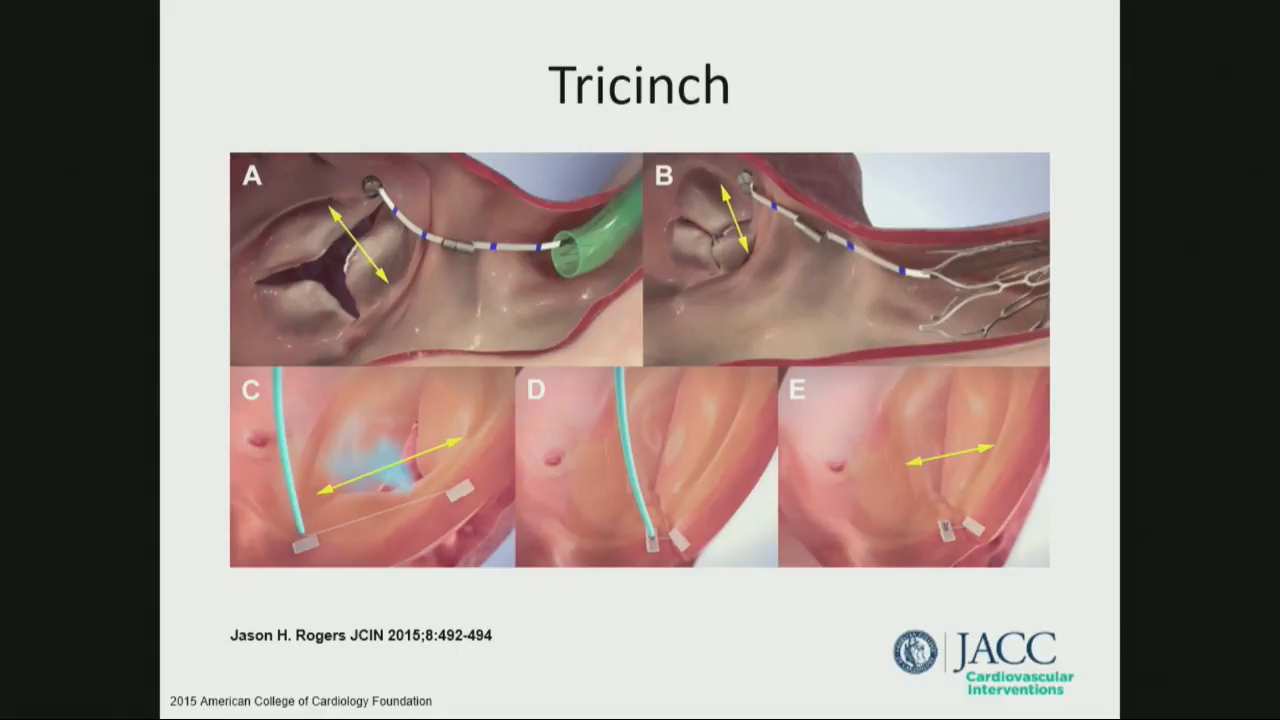 Tricinch
A
B
C
D
E
Jason H. Rogers JCIN 2015;8:492-494
JACC
Cardiovascular
Interventions
2015 American College of Cardiology Foundation